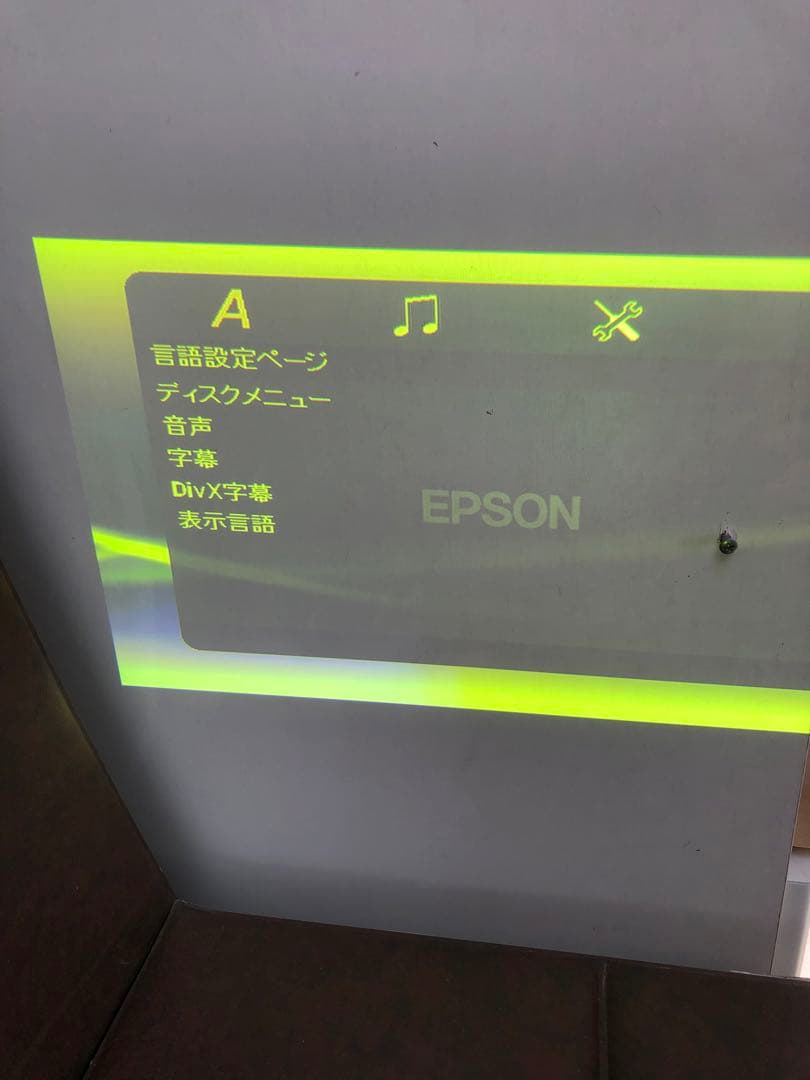 A
言語設定ページ
ディスクメニュー
音声
字幕
DivX字幕
表示言語
EPSON